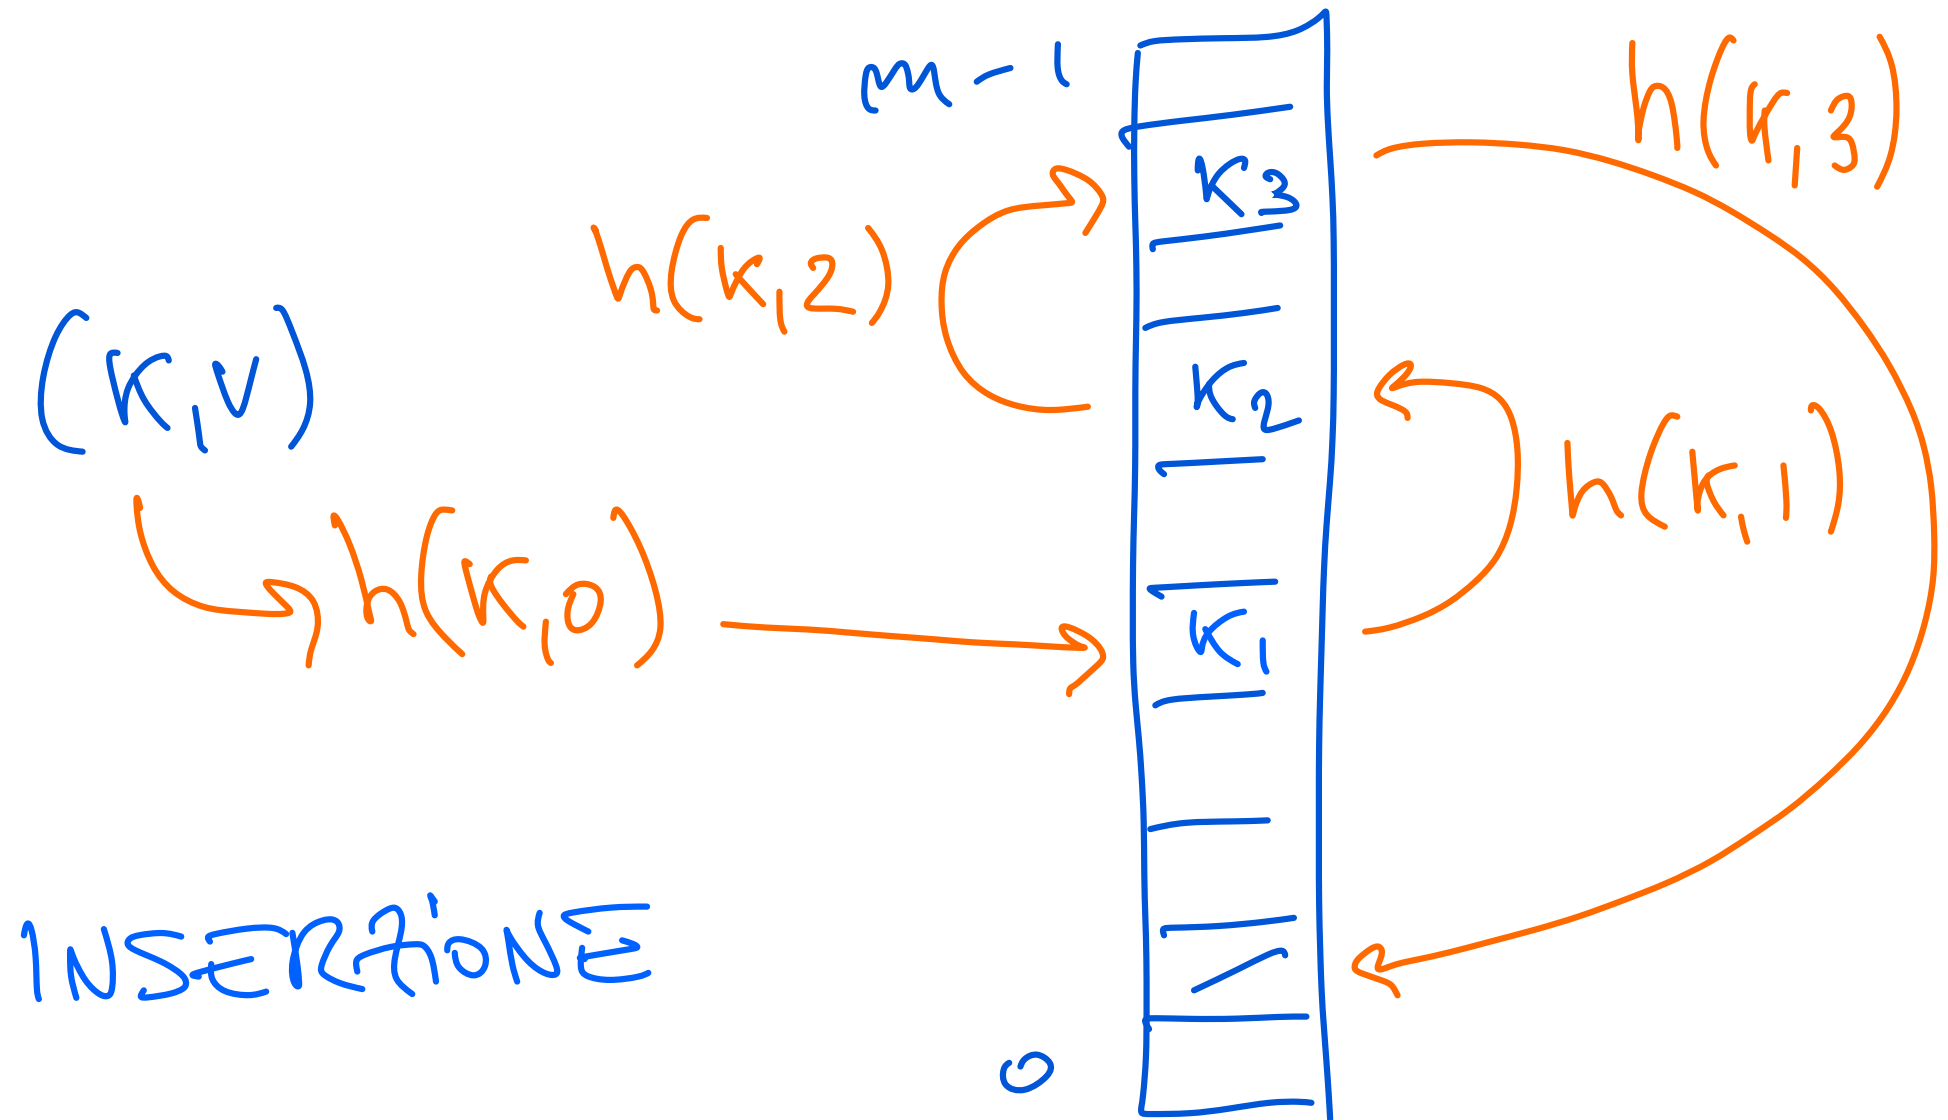 m-1
h(K,3)
K3
h(K,2)
(K,V)
K2
h(K,1)
h(K,0)
K1
INSERZIONE
0